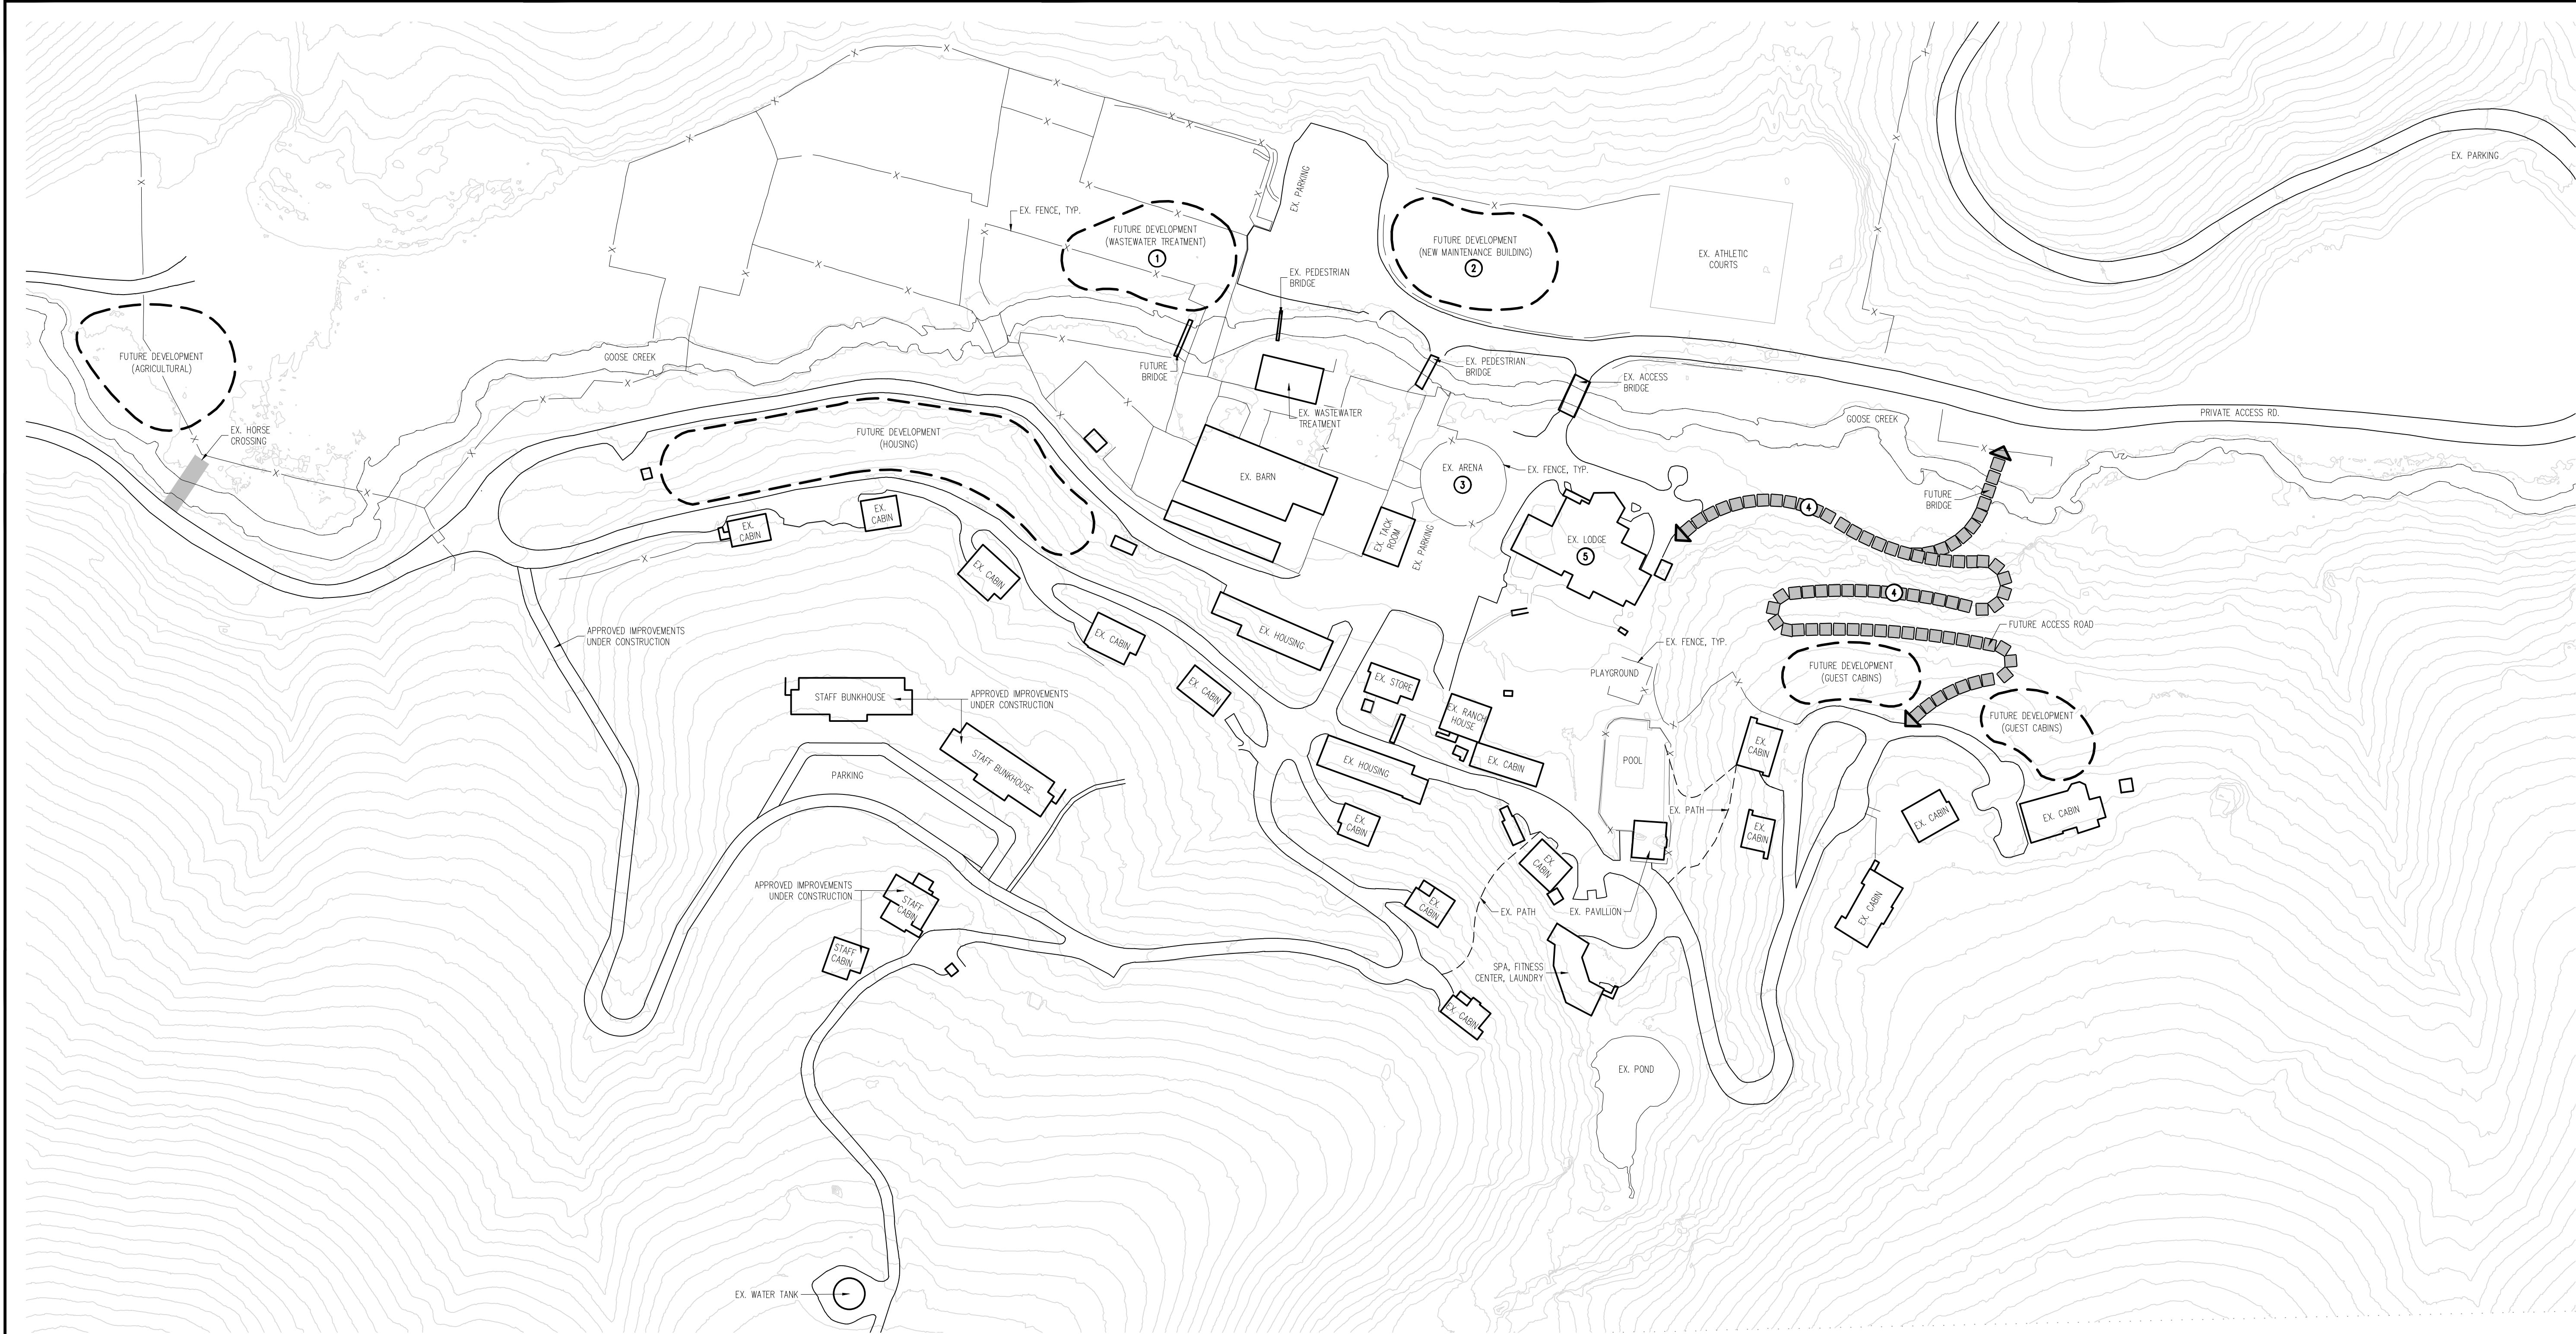 EX. PARKING
EX. PARKING
EX. FENCE, TYP.
FUTURE DEVELOPMENT
(WASTEWATER TREATMENT)
1
FUTURE DEVELOPMENT
(NEW MAINTENANCE BUILDING)
2
EX. ATHLETIC
COURTS
EX. PEDESTRIAN
BRIDGE
FUTURE DEVELOPMENT
(AGRICULTURAL)
GOOSE CREEK
FUTURE
BRIDGE
EX. PEDESTRIAN
BRIDGE
EX. ACCESS
BRIDGE
EX. WASTEWATER
TREATMENT
GOOSE CREEK
PRIVATE ACCESS RD.
EX. HORSE
CROSSING
FUTURE DEVELOPMENT
(HOUSING)
EX. BARN
EX. ARENA
3
EX. FENCE, TYP.
FUTURE
BRIDGE
4
EX. CABIN
EX.
CABIN
EX. TACK
ROOM
EX. PARKING
EX. LODGE
5
EX. CABIN
4
FUTURE ACCESS ROAD
APPROVED IMPROVEMENTS
UNDER CONSTRUCTION
EX. CABIN
EX. HOUSING
EX. FENCE, TYP.
PLAYGROUND
FUTURE DEVELOPMENT
(GUEST CABINS)
STAFF BUNKHOUSE
APPROVED IMPROVEMENTS
UNDER CONSTRUCTION
EX. CABIN
EX. STORE
EX. RANCH
HOUSE
FUTURE DEVELOPMENT
(GUEST CABINS)
STAFF BUNKHOUSE
PARKING
EX. HOUSING
EX. CABIN
POOL
EX.
CABIN
EX. PATH
EX.
CABIN
EX.
CABIN
EX. CABIN
EX. CABIN
EX.
CABIN
APPROVED IMPROVEMENTS
UNDER CONSTRUCTION
STAFF
CABIN
EX.
CABIN
EX. PATH
EX. PAVILLION
EX. CABIN
STAFF
CABIN
SPA, FITNESS
CENTER, LAUNDRY
EX. CABIN
EX. POND
EX. WATER TANK